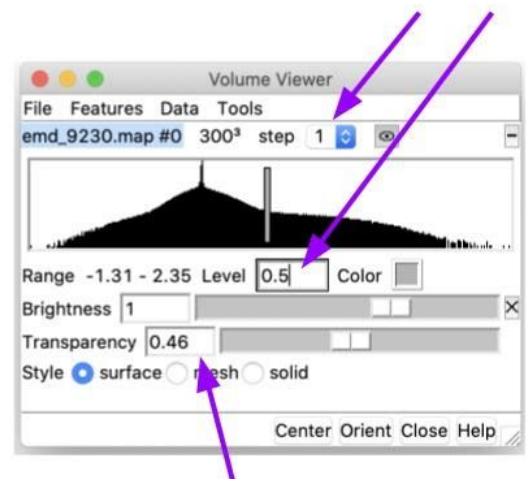 Volume Viewer
File Features Data Tools
emd_9230.map #0 300³ step 1
Range -1.31 - 2.35 Level 0.5 Color
Brightness 1
Transparency 0.46
Style surface mesh solid
Center Orient Close Help